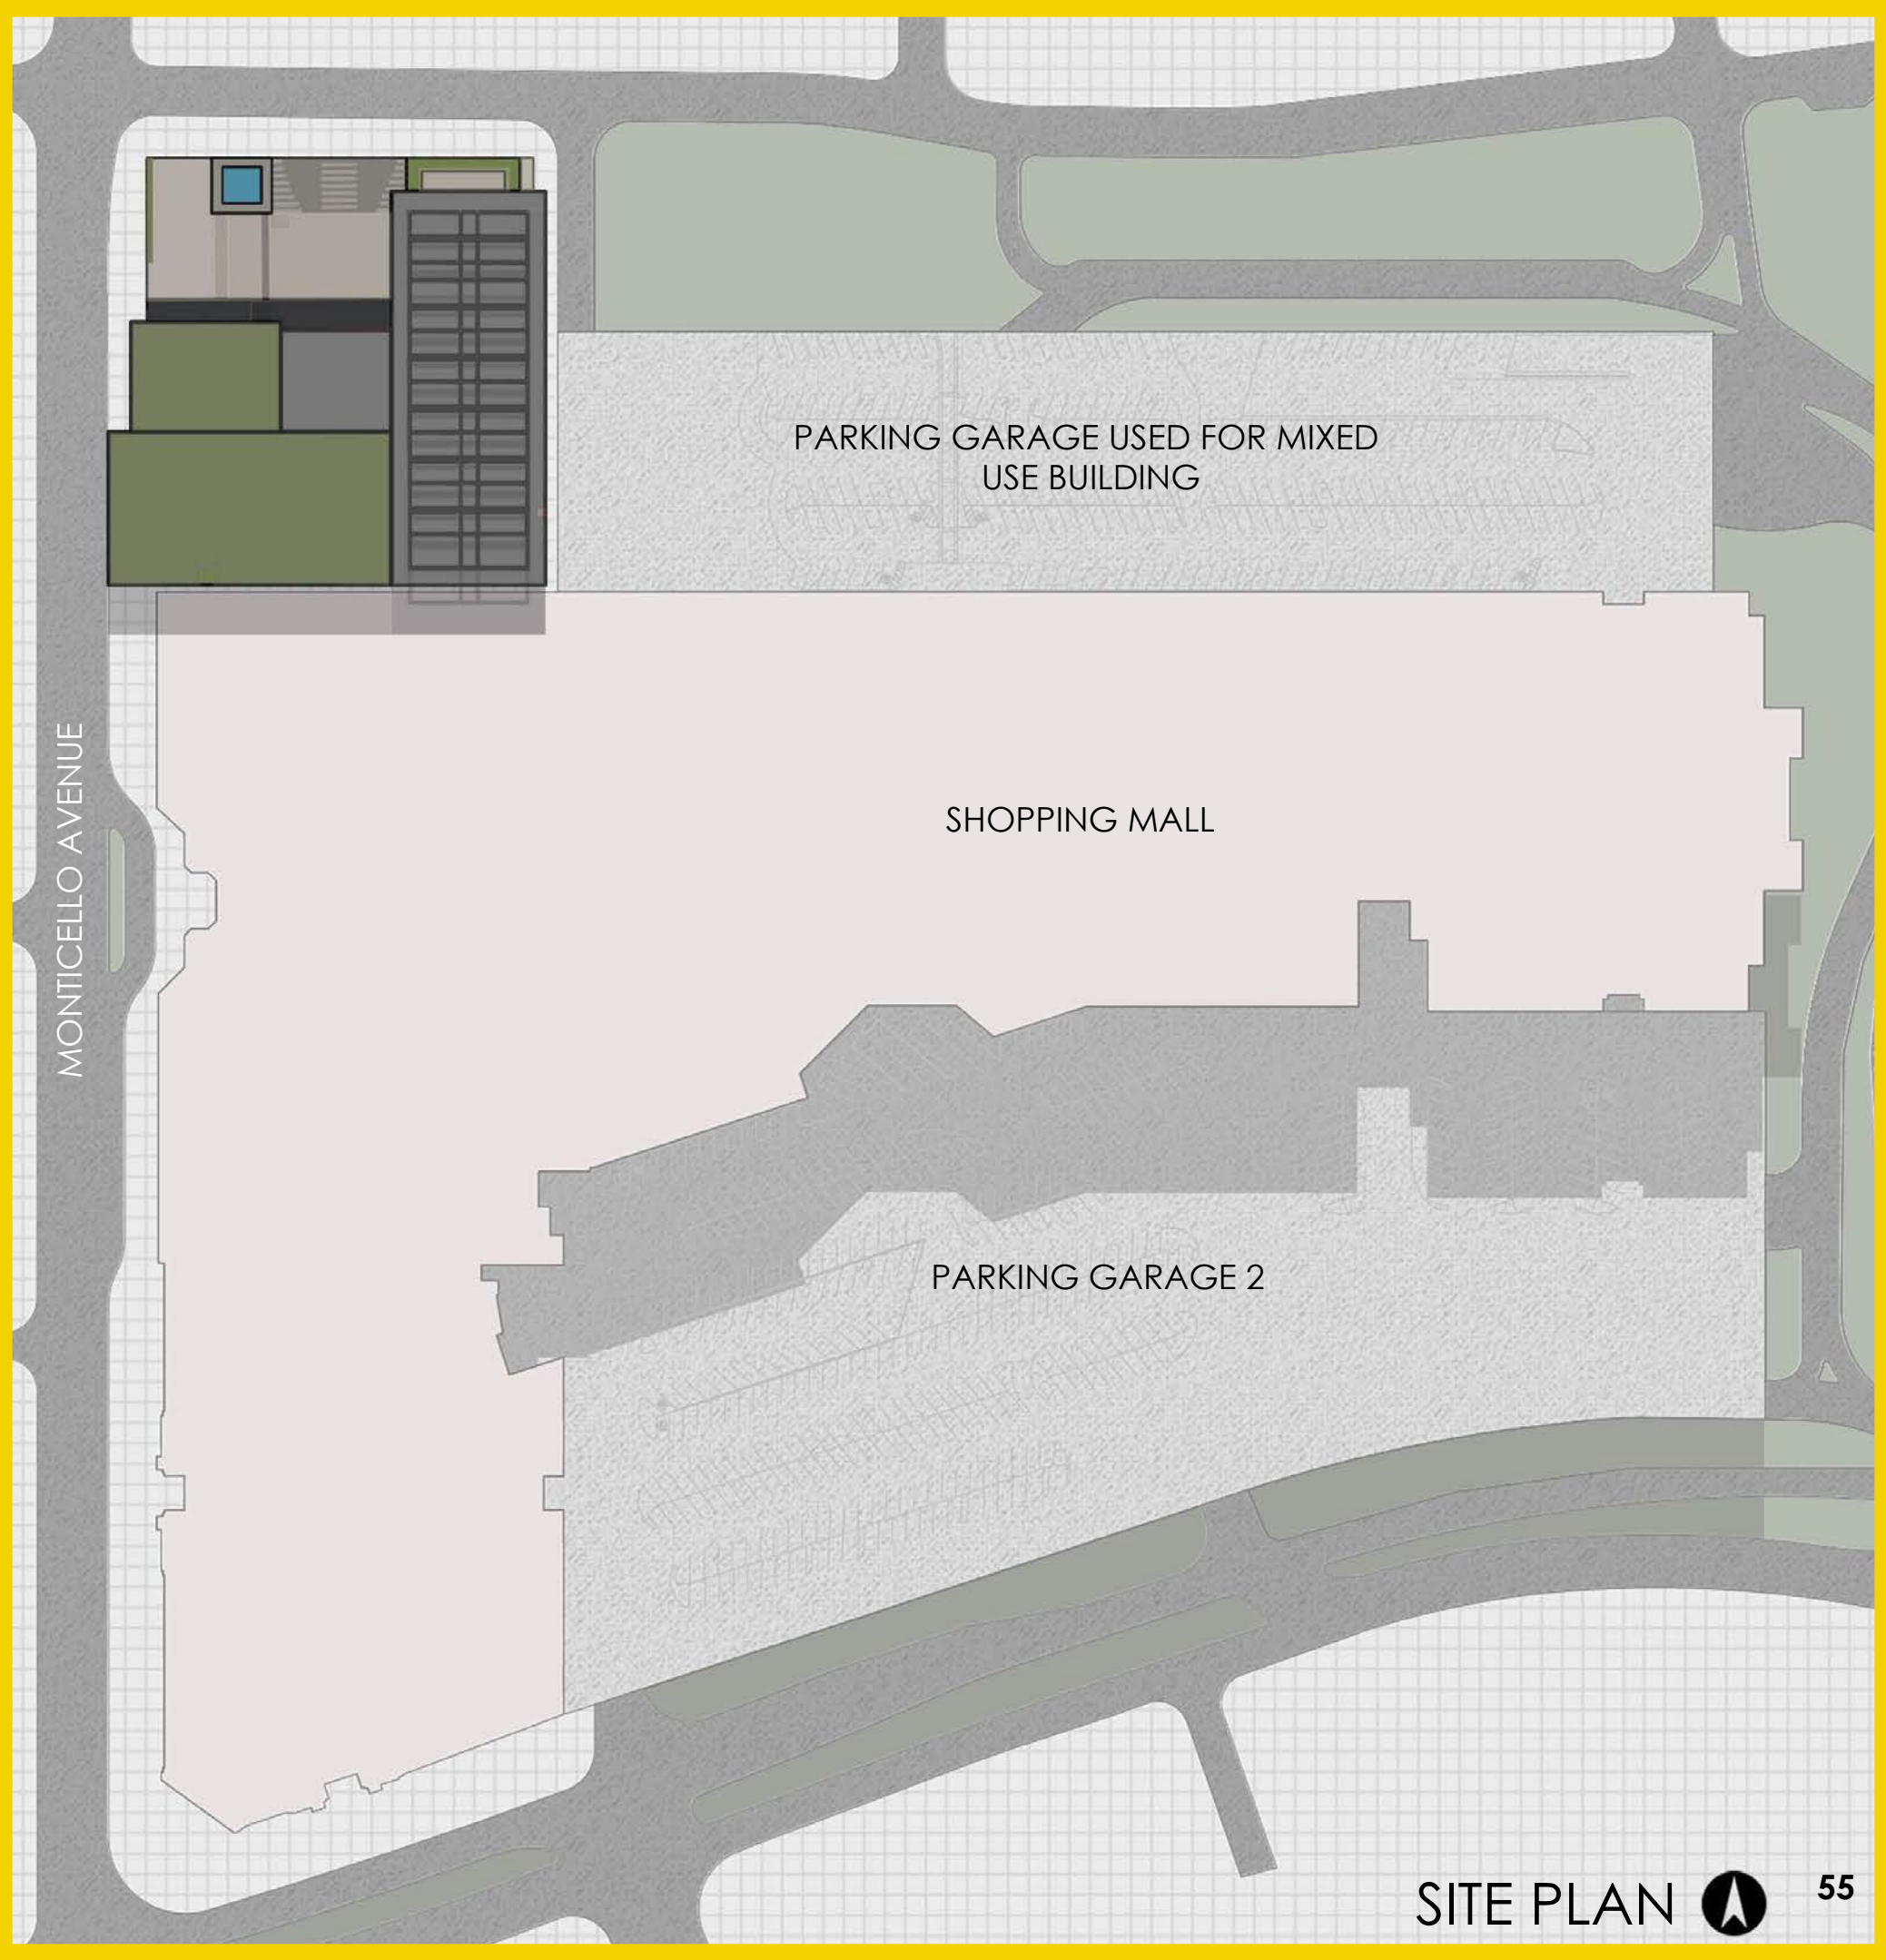 PARKING GARAGE USED FOR MIXED
USE BUILDING
SHOPPING MALL
MONTICELLO AVENUE
PARKING GARAGE 2
SITE PLAN
55